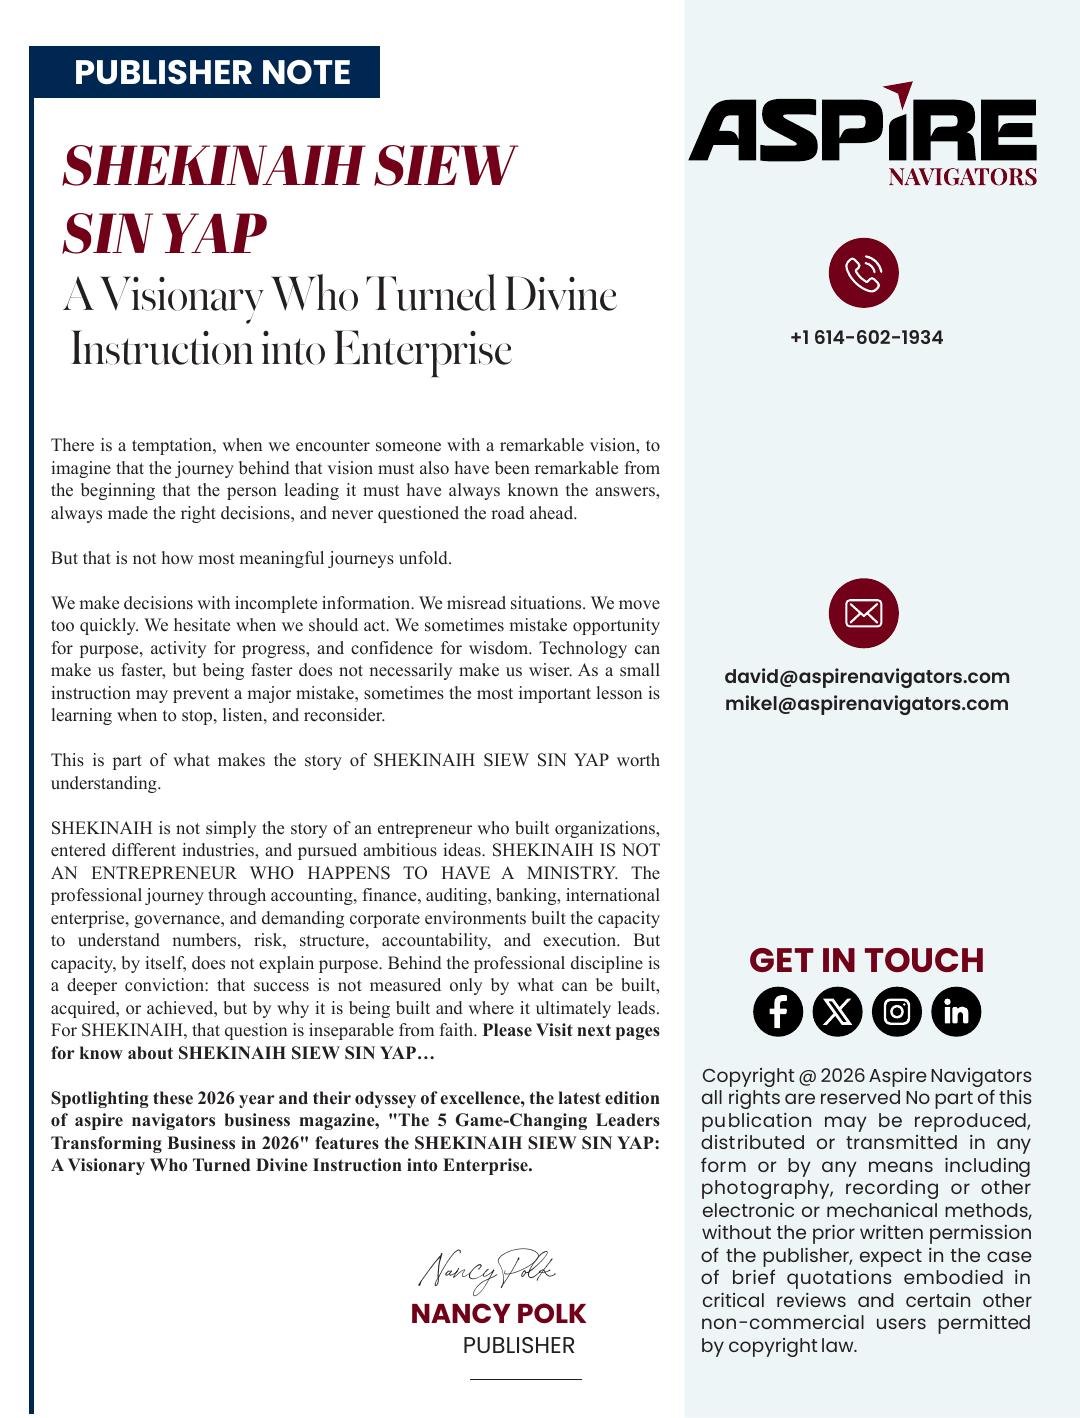 PUBLISHER NOTE
SHEKINAIH SIEW
SIN YAP
A Visionary Who Turned Divine
Instruction into Enterprise
There is a temptation, when we encounter someone with a remarkable vision, to
imagine that the journey behind that vision must also have been remarkable from
the beginning that the person leading it must have always known the answers,
always made the right decisions, and never questioned the road ahead.
But that is not how most meaningful journeys unfold.
We make decisions with incomplete information. We misread situations. We move
too quickly. We hesitate when we should act. We sometimes mistake opportunity
for purpose, activity for progress, and confidence for wisdom. Technology can
make us faster, but being faster does not necessarily make us wiser. As a small
instruction may prevent a major mistake, sometimes the most important lesson is
learning when to stop, listen, and reconsider.
This is part of what makes the story of SHEKINAIH SIEW SIN YAP worth
understanding.
SHEKINAIH is not simply the story of an entrepreneur who built organizations,
entered different industries, and pursued ambitious ideas. SHEKINAIH IS NOT
AN ENTREPRENEUR WHO HAPPENS TO HAVE A MINISTRY. The
professional journey through accounting, finance, auditing, banking, international
enterprise, governance, and demanding corporate environments built the capacity
to understand numbers, risk, structure, accountability, and execution. But
capacity, by itself, does not explain purpose. Behind the professional discipline is
a deeper conviction: that success is not measured only by what can be built,
acquired, or achieved, but by why it is being built and where it ultimately leads.
For SHEKINAIH, that question is inseparable from faith. Please Visit next pages
for know about SHEKINAIH SIEW SIN YAP…
Spotlighting these 2026 year and their odyssey of excellence, the latest edition
of aspire navigators business magazine, "The 5 Game-Changing Leaders
Transforming Business in 2026" features the SHEKINAIH SIEW SIN YAP:
A Visionary Who Turned Divine Instruction into Enterprise.
Nancy Polk
NANCY POLK
PUBLISHER
ASPIRE
NAVIGATORS
+1 614-602-1934
david@aspirenavigators.com
mikel@aspirenavigators.com
GET IN TOUCH
Copyright @ 2026 Aspire Navigators
all rights are reserved No part of this
publication may be reproduced,
distributed or transmitted in any
form or by any means including
photography, recording or other
electronic or mechanical methods,
without the prior written permission
of the publisher, expect in the case
of brief quotations embodied in
critical reviews and certain other
non-commercial users permitted
by copyright law.